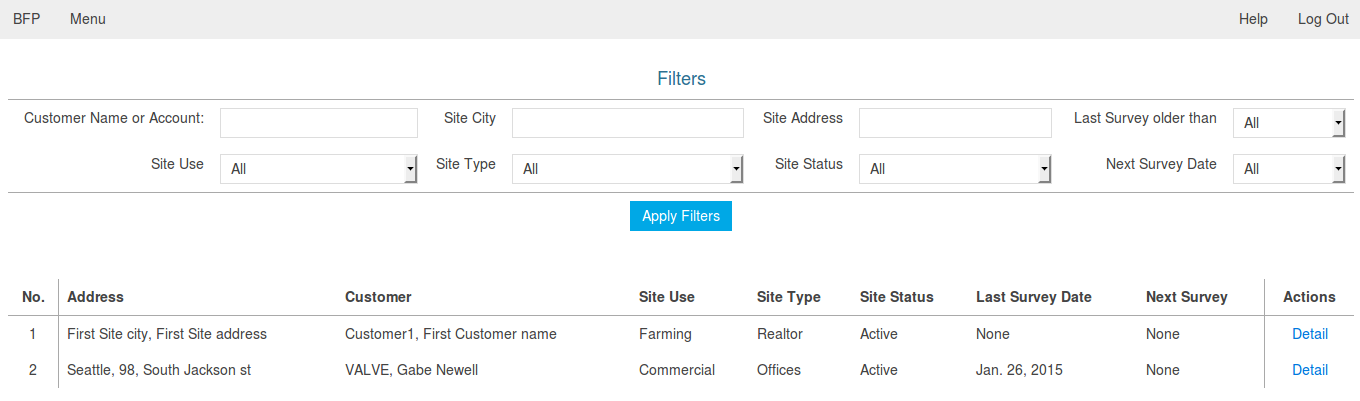 BFP Menu Help Log Out
Filters
Customer Name or Account: Site City Site Address Last Survey older than All
Site Use All Site Type All Site Status All Next Survey Date All
Apply Filters
No. Address Customer Site Use Site Type Site Status Last Survey Date Next Survey Actions
1 First Site city, First Site address Customer1, First Customer name Farming Realtor Active None None Detail
2 Seattle, 98, South Jackson st VALVE, Gabe Newell Commercial Offices Active Jan. 26, 2015 None Detail